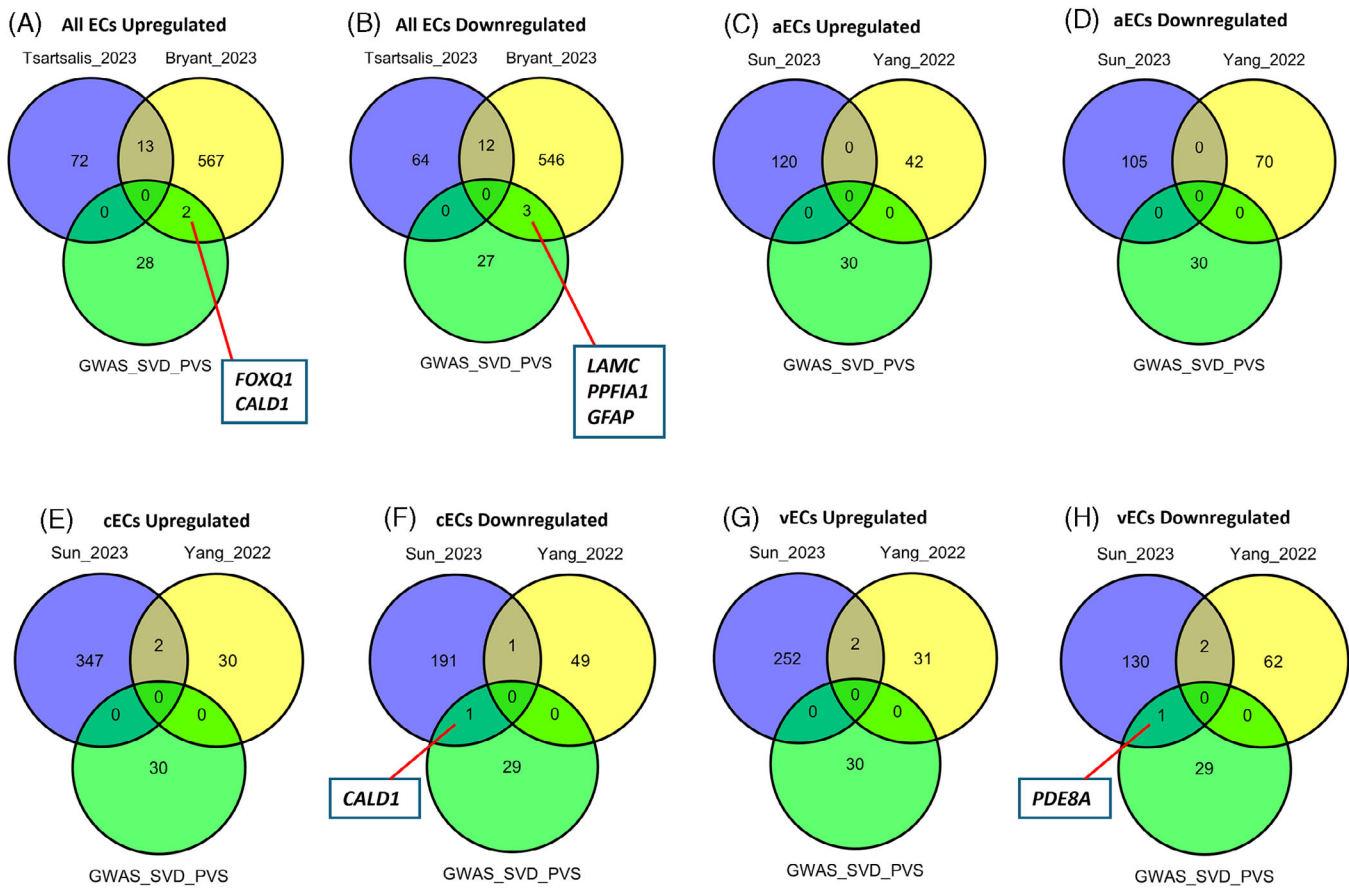 (A) All ECs Upregulated
Tsartsalis_2023 Bryant_2023
72 13 567
0 0 2
28
GWAS_SVD_PVS
FOXQ1
CALD1
(B) All ECs Downregulated
Tsartsalis_2023 Bryant_2023
64 12 546
0 0 3
27
GWAS_SVD_PVS
LAMC
PPFIA1
GFAP
(C) aECs Upregulated
Sun_2023 Yang_2022
120 0 42
0 0 0
30
GWAS_SVD_PVS
(D) aECs Downregulated
Sun_2023 Yang_2022
105 0 70
0 0 0
30
GWAS_SVD_PVS
(E) cECs Upregulated
Sun_2023 Yang_2022
347 2 30
0 0 0
30
GWAS_SVD_PVS
(F) cECs Downregulated
Sun_2023 Yang_2022
191 1 49
1 0 0
29
CALD1
GWAS_SVD_PVS
(G) vECs Upregulated
Sun_2023 Yang_2022
252 2 31
0 0 0
30
GWAS_SVD_PVS
(H) vECs Downregulated
Sun_2023 Yang_2022
130 2 62
1 0 0
29
PDE8A
GWAS_SVD_PVS